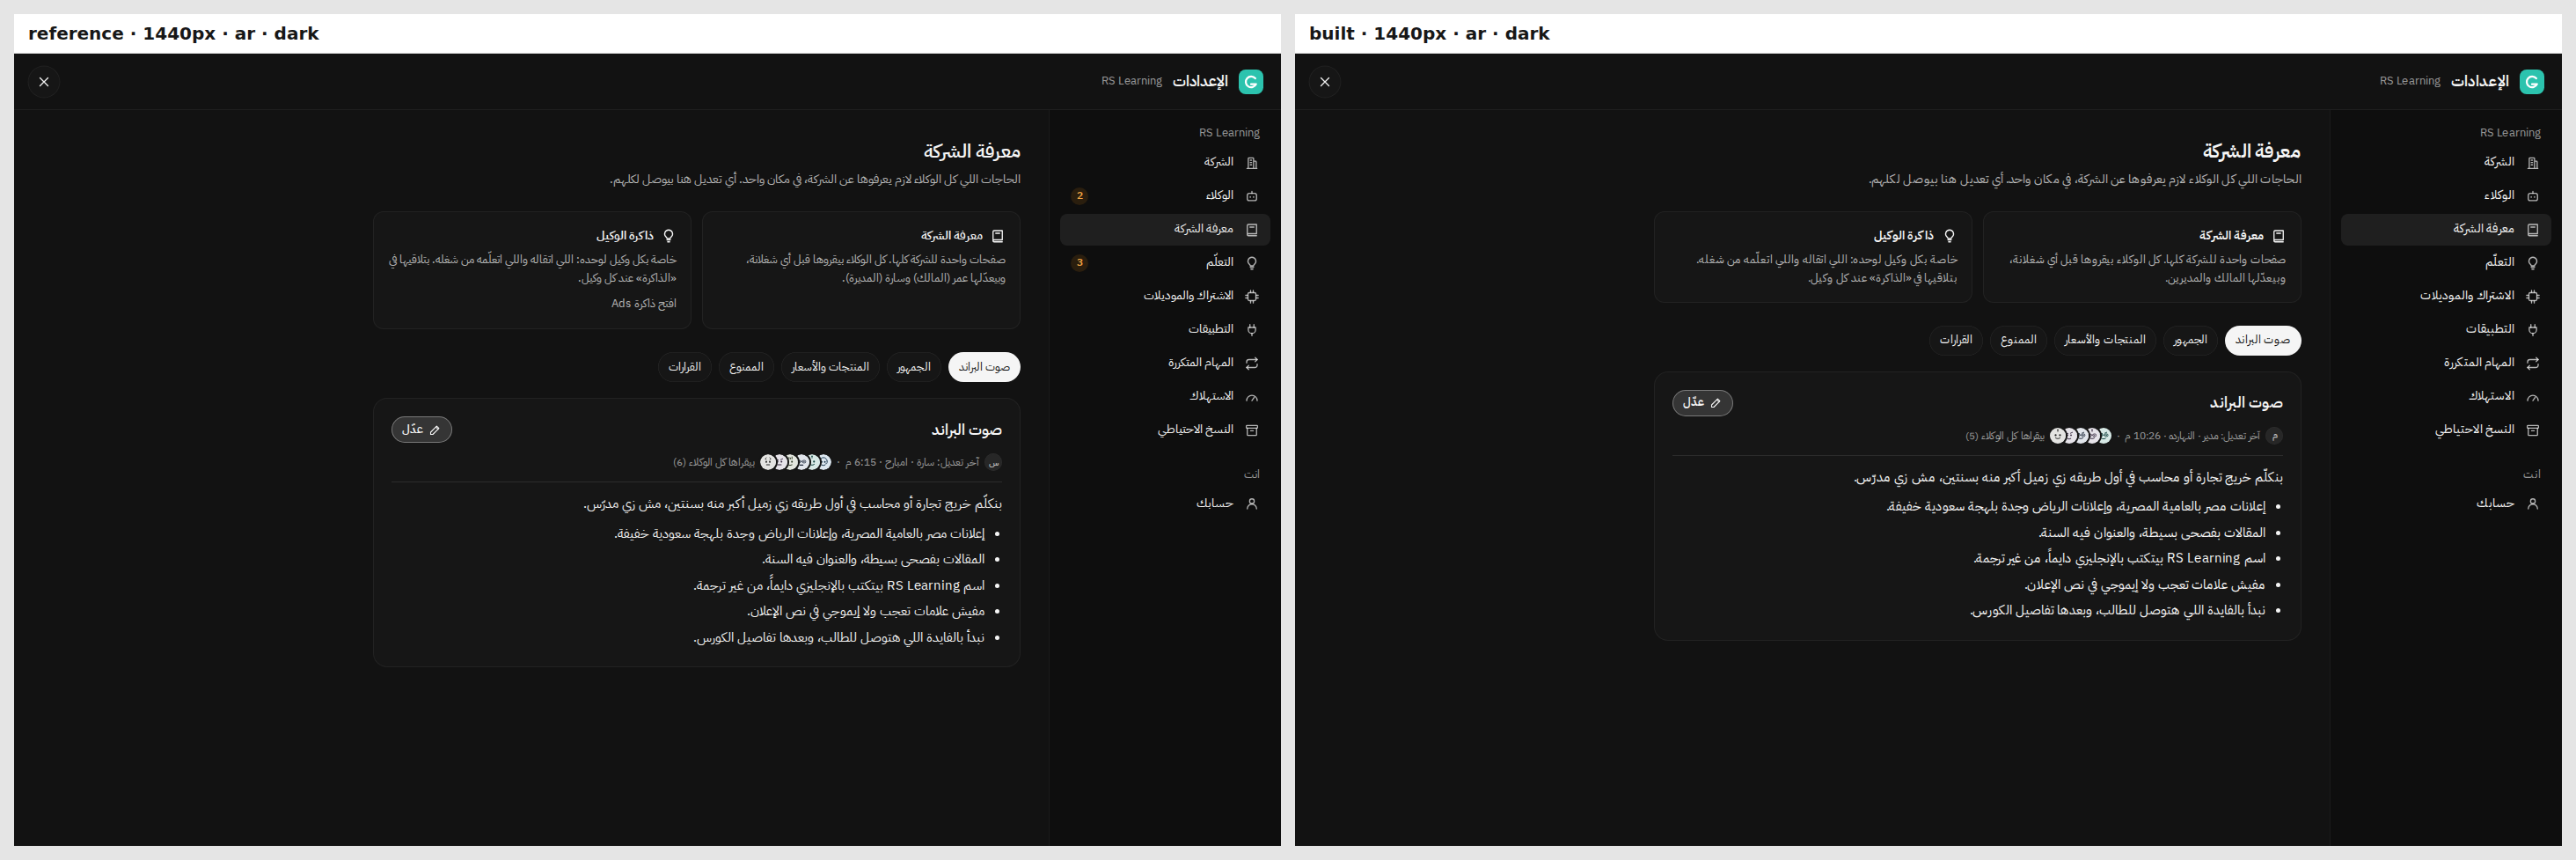 reference · 1440px · ar · dark
الإعدادات RS Learning
RS Learning
الشركة
الوكلاء 2
معرفة الشركة
التعلّم 3
الاشتراك والموديلات
التطبيقات
المهام المتكررة
الاستهلاك
النسخ الاحتياطي
انت
حسابك
معرفة الشركة
الحاجات اللي كل الوكلاء لازم يعرفوها عن الشركة، في مكان واحد. أي تعديل هنا بيوصل لكلهم.
معرفة الشركة
صفحات واحدة للشركة كلها. كل الوكلاء بيقروها قبل أي شغلانة،
وبيعدّلها عمر (المالك) وسارة (المديرة).
ذاكرة الوكيل
خاصة بكل وكيل لوحده: اللي اتقاله واللي اتعلّمه من شغله. بتلاقيها في
«الذاكرة» عند كل وكيل.
افتح ذاكرة Ads
صوت البراند
الجمهور
المنتجات والأسعار
الممنوع
القرارات
صوت البراند
عدّل
س آخر تعديل: سارة · امبارح · 6:15 م · بيقراها كل الوكلاء (6)
بنكلّم خريج تجارة أو محاسب في أول طريقه زي زميل أكبر منه بسنتين، مش زي مدرّس.
• إعلانات مصر بالعامية المصرية، وإعلانات الرياض وجدة بلهجة سعودية خفيفة.
• المقالات بفصحى بسيطة، والعنوان فيه السنة.
• اسم RS Learning بيتكتب بالإنجليزي دايماً، من غير ترجمة.
• مفيش علامات تعجب ولا إيموجي في نص الإعلان.
• نبدأ بالفايدة اللي هتوصل للطالب، وبعدها تفاصيل الكورس.
built · 1440px · ar · dark
الإعدادات RS Learning
RS Learning
الشركة
الوكلاء
معرفة الشركة
التعلّم
الاشتراك والموديلات
التطبيقات
المهام المتكررة
الاستهلاك
النسخ الاحتياطي
انت
حسابك
معرفة الشركة
الحاجات اللي كل الوكلاء لازم يعرفوها عن الشركة، في مكان واحد. أي تعديل هنا بيوصل لكلهم.
معرفة الشركة
صفحات واحدة للشركة كلها. كل الوكلاء بيقروها قبل أي شغلانة،
وبيعدّلها المالك والمديرين.
ذاكرة الوكيل
خاصة بكل وكيل لوحده: اللي اتقاله واللي اتعلّمه من شغله.
بتلاقيها في «الذاكرة» عند كل وكيل.
صوت البراند
الجمهور
المنتجات والأسعار
الممنوع
القرارات
صوت البراند
عدّل
م آخر تعديل: مدير · النهارده · 10:26 م · بيقراها كل الوكلاء (5)
بنكلّم خريج تجارة أو محاسب في أول طريقه زي زميل أكبر منه بسنتين، مش زي مدرّس.
• إعلانات مصر بالعامية المصرية، وإعلانات الرياض وجدة بلهجة سعودية خفيفة.
• المقالات بفصحى بسيطة، والعنوان فيه السنة.
• اسم RS Learning بيتكتب بالإنجليزي دايماً، من غير ترجمة.
• مفيش علامات تعجب ولا إيموجي في نص الإعلان.
• نبدأ بالفايدة اللي هتوصل للطالب، وبعدها تفاصيل الكورس.